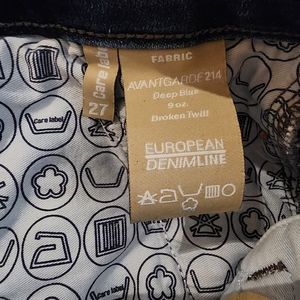 Care label
27
FABRIC
AVANTGARDE 214
Deep Blue
9 oz.
Broken Twill
EUROPEAN
DENIMLINE
Care label
Care label